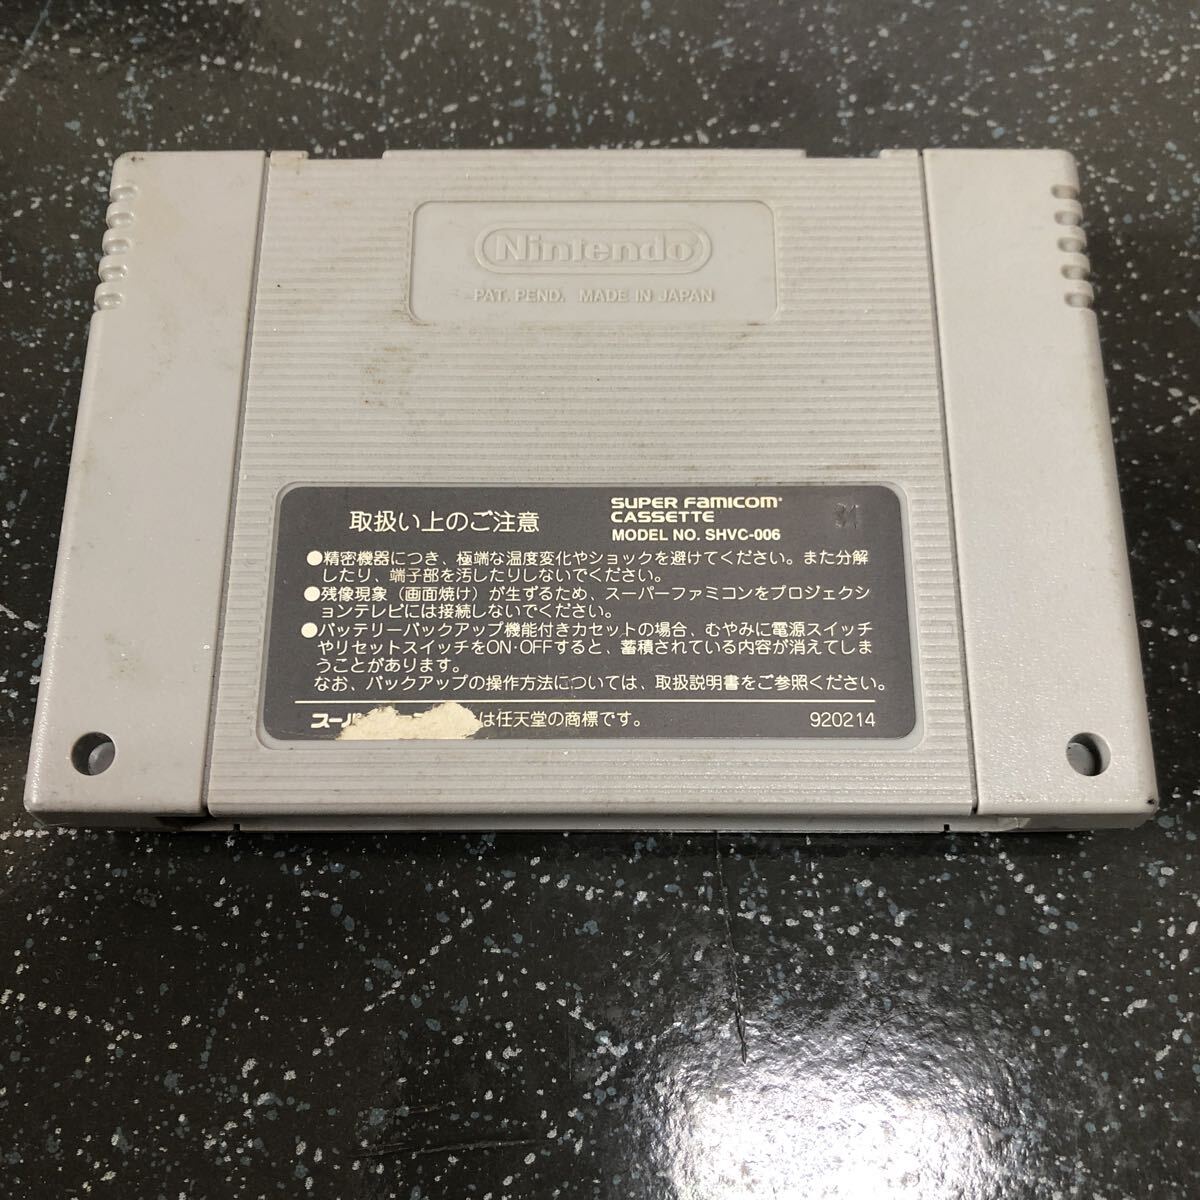 Nintendo
PAT. PEND. MADE IN JAPAN
取扱い上のご注意
SUPER FAMICOM
CASSETTE
MODEL NO. SHVC-006
●精密機器につき、極端な温度変化やショックを避けてください。また分解
したり、端子部を汚したりしないでください。
●残像現象（画面焼け）が生ずるため、スーパーファミコンをプロジェクシ
ョンテレビには接続しないでください。
●バッテリーバックアップ機能付きカセットの場合、むやみに電源スイッチ
やリセットスイッチをON·OFFすると、蓄積されている内容が消えてしま
うことがあります。
なお、バックアップの操作方法については、取扱説明書をご参照ください。
スーパ は任天堂の商標です。 920214